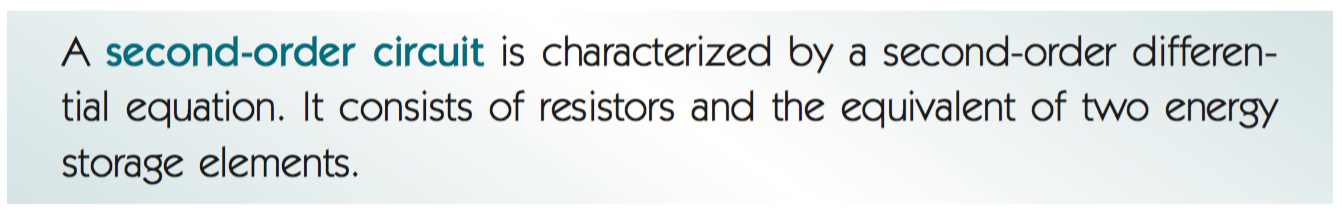 A second-order circuit is characterized by a second-order differen-
tial equation. It consists of resistors and the equivalent of two energy
storage elements.